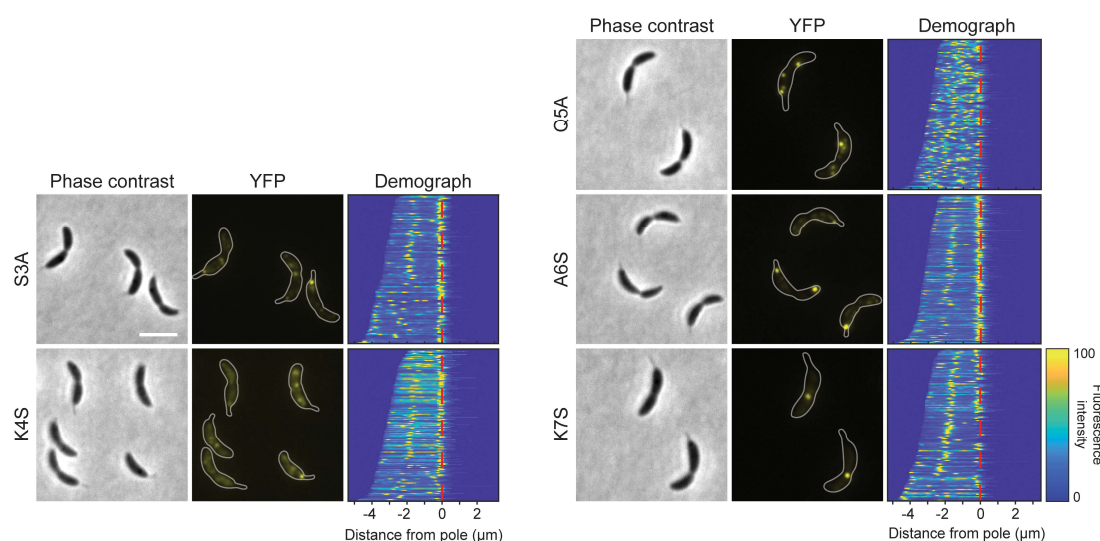 Phase contrast YFP Demograph
S3A
K4S
-4 -2 0 2
Distance from pole (µm)
Phase contrast YFP Demograph
Q5A
A6S
K7S
-4 -2 0 2
Distance from pole (µm)
100
0
Fluorescence
intensity